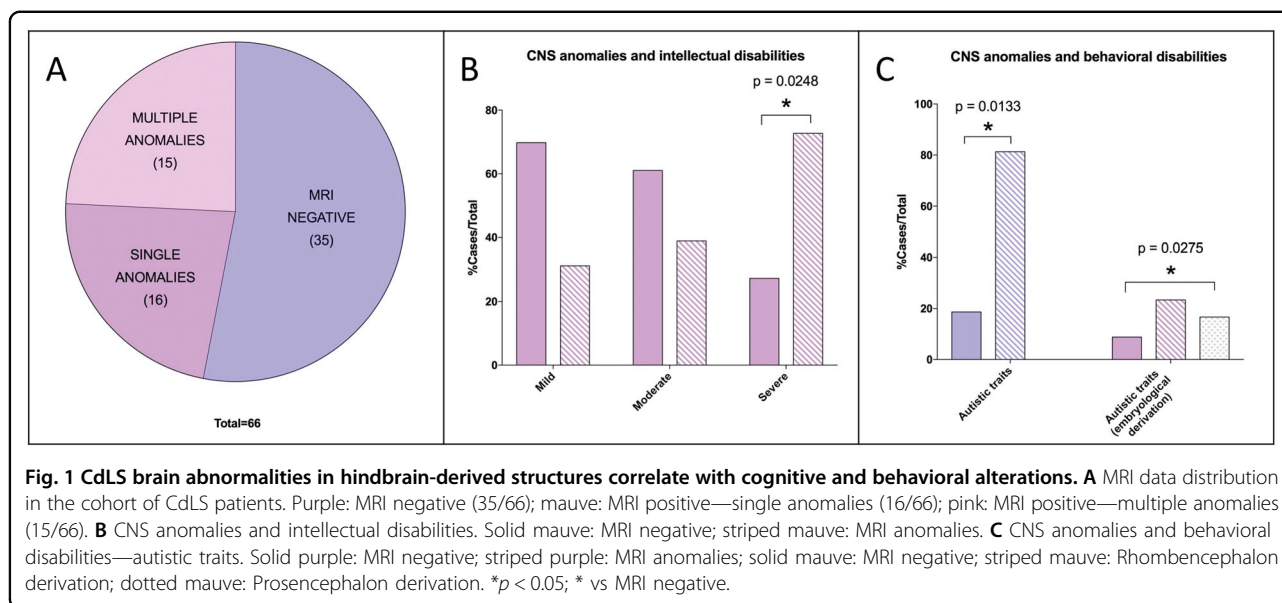 A
MULTIPLE
ANOMALIES
(15)
MRI
NEGATIVE
(35)
SINGLE
ANOMALIES
(16)
Total=66
B
CNS anomalies and intellectual disabilities
p = 0.0248
*
%Cases/Total
80
60
40
20
0
Mild
Moderate
Severe
C
CNS anomalies and behavioral disabilities
p = 0.0133
*
p = 0.0275
*
%Cases/Total
100
80
60
40
20
0
Autistic traits
Autistic traits
(embryological
derivation)
Fig. 1 CdLS brain abnormalities in hindbrain-derived structures correlate with cognitive and behavioral alterations. A MRI data distribution
in the cohort of CdLS patients. Purple: MRI negative (35/66); mauve: MRI positive—single anomalies (16/66); pink: MRI positive—multiple anomalies
(15/66). B CNS anomalies and intellectual disabilities. Solid mauve: MRI negative; striped mauve: MRI anomalies. C CNS anomalies and behavioral
disabilities—autistic traits. Solid purple: MRI negative; striped purple: MRI anomalies; solid mauve: MRI negative; striped mauve: Rhombencephalon
derivation; dotted mauve: Prosencephalon derivation. *p < 0.05; * vs MRI negative.